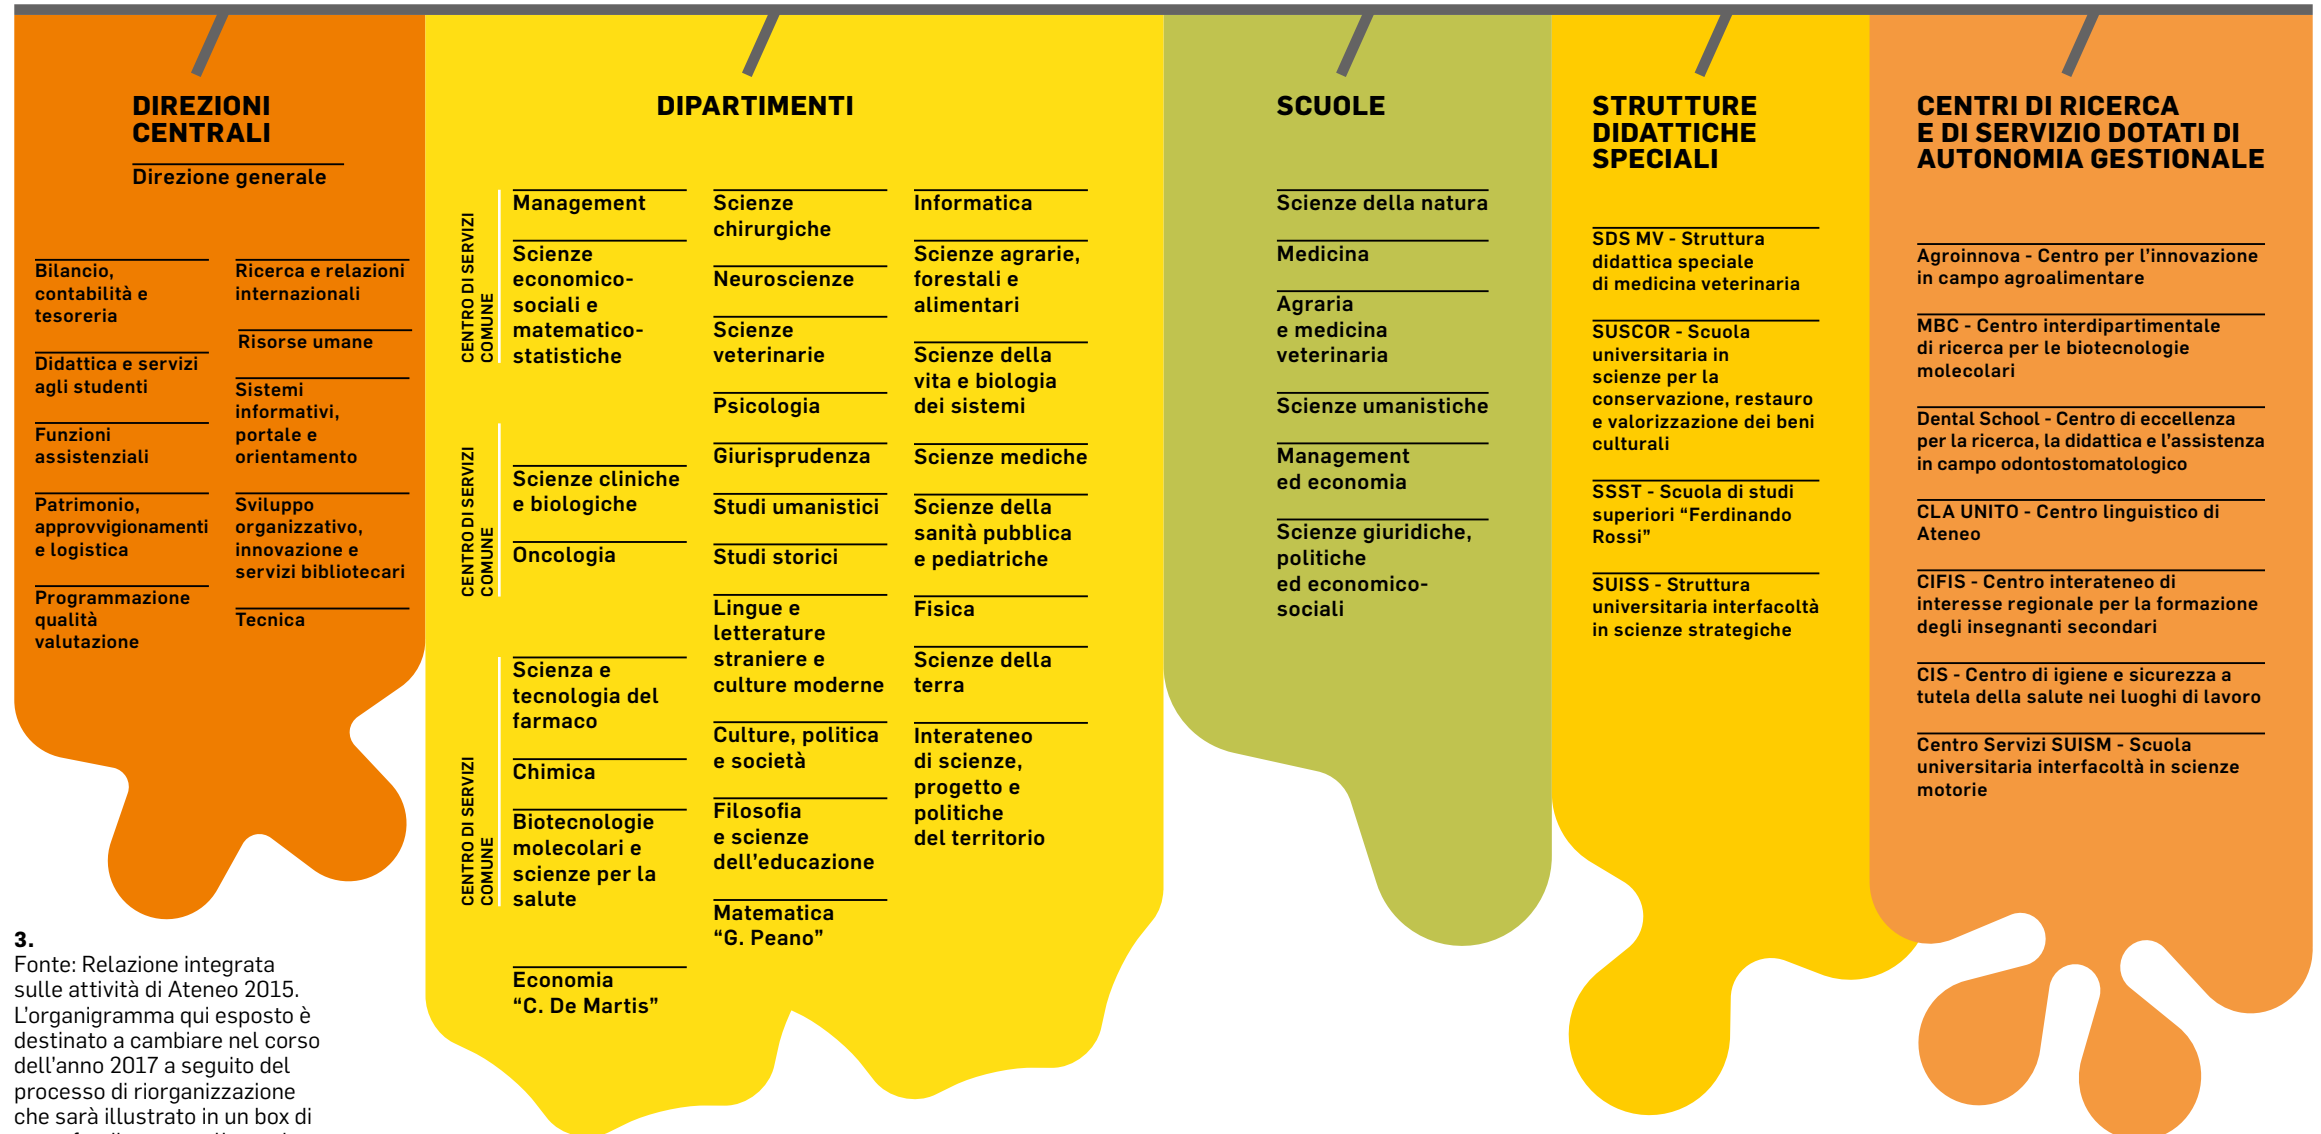 DIREZIONI
CENTRALI
Direzione generale
Bilancio,
contabilità e
tesoreria
Didattica e servizi
agli studenti
Funzioni
assistenziali
Patrimonio,
approvvigionamenti
e logistica
Programmazione
qualità
valutazione
Ricerca e relazioni
internazionali
Risorse umane
Sistemi
informativi,
portale e
orientamento
Sviluppo
organizzativo,
innovazione e
servizi bibliotecari
Tecnica
DIPARTIMENTI
CENTRO DI SERVIZI
COMUNE
Management
Scienze
economico-
sociali e
matematico-
statistiche
CENTRO DI SERVIZI
COMUNE
Scienze cliniche
e biologiche
Oncologia
CENTRO DI SERVIZI
COMUNE
Scienza e
tecnologia del
farmaco
Chimica
Biotecnologie
molecolari e
scienze per la
salute
Economia
“C. De Martis”
Scienze
chirurgiche
Neuroscienze
Scienze
veterinarie
Psicologia
Giurisprudenza
Studi umanistici
Studi storici
Lingue e
letterature
straniere e
culture moderne
Culture, politica
e società
Filosofia
e scienze
dell’educazione
Matematica
“G. Peano”
Informatica
Scienze agrarie,
forestali e
alimentari
Scienze della
vita e biologia
dei sistemi
Scienze mediche
Scienze della
sanità pubblica
e pediatriche
Fisica
Scienze della
terra
Interateneo
di scienze,
progetto e
politiche
del territorio
SCUOLE
Scienze della natura
Medicina
Agraria
e medicina
veterinaria
Scienze umanistiche
Management
ed economia
Scienze giuridiche,
politiche
ed economico-
sociali
STRUTTURE
DIDATTICHE
SPECIALI
SDS MV - Struttura
didattica speciale
di medicina veterinaria
SUSCOR - Scuola
universitaria in
scienze per la
conservazione, restauro
e valorizzazione dei beni
culturali
SSST - Scuola di studi
superiori “Ferdinando
Rossi”
SUISS - Struttura
universitaria interfacoltà
in scienze strategiche
CENTRI DI RICERCA
E DI SERVIZIO DOTATI DI
AUTONOMIA GESTIONALE
Agroinnova - Centro per l’innovazione
in campo agroalimentare
MBC - Centro interdipartimentale
di ricerca per le biotecnologie
molecolari
Dental School - Centro di eccellenza
per la ricerca, la didattica e l’assistenza
in campo odontostomatologico
CLA UNITO - Centro linguistico di
Ateneo
CIFIS - Centro interateneo di
interesse regionale per la formazione
degli insegnanti secondari
CIS - Centro di igiene e sicurezza a
tutela della salute nei luoghi di lavoro
Centro Servizi SUISM - Scuola
universitaria interfacoltà in scienze
motorie
3.
Fonte: Relazione integrata
sulle attività di Ateneo 2015.
L’organigramma qui esposto è
destinato a cambiare nel corso
dell’anno 2017 a seguito del
processo di riorganizzazione
che sarà illustrato in un box di